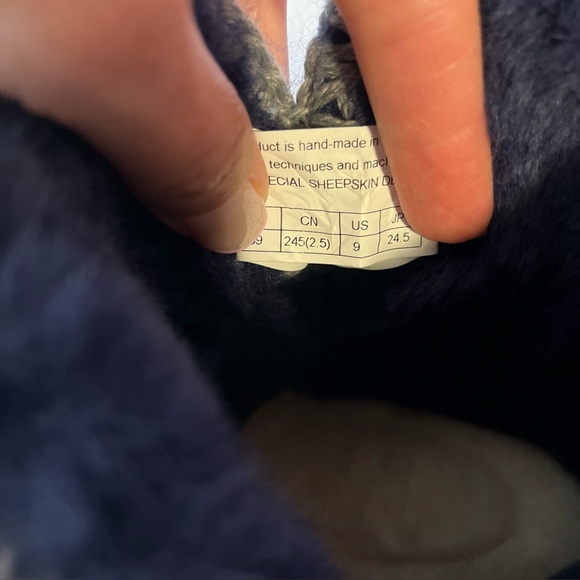 duct is hand-made in
techniques and mac
ECIAL SHEEPSKIN D
CN US JP
39 245(2.5) 9 24.5